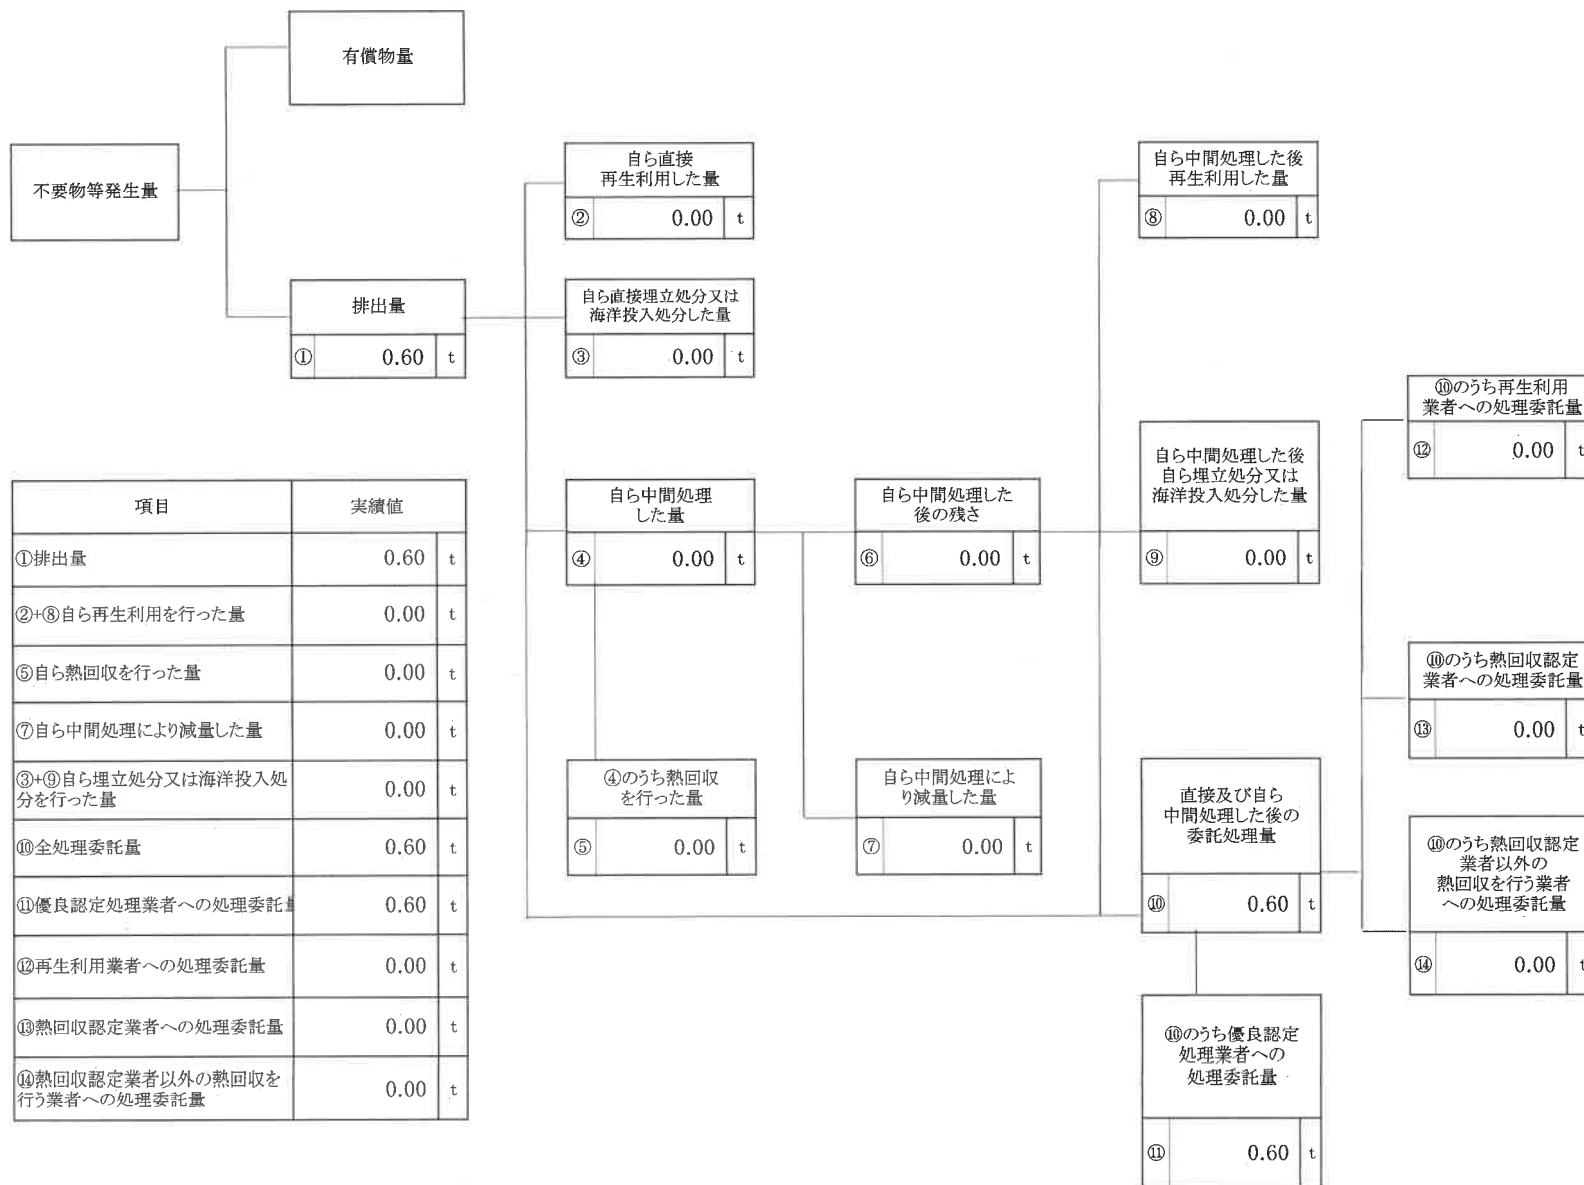 有償物量
不要物等発生量
排出量
① 0.60 t
自ら直接
再生利用した量
② 0.00 t
自ら直接埋立処分又は
海洋投入処分した量
③ 0.00 t
自ら中間処理
した量
④ 0.00 t
④のうち熱回収
を行った量
⑤ 0.00 t
自ら中間処理した
後の残さ
⑥ 0.00 t
自ら中間処理によ
り減量した量
⑦ 0.00 t
自ら中間処理した後
再生利用した量
⑧ 0.00 t
自ら中間処理した後
自ら埋立処分又は
海洋投入処分した量
⑨ 0.00 t
直接及び自ら
中間処理した後の
委託処理量
⑩ 0.60 t
⑩のうち優良認定
処理業者への
処理委託量
⑪ 0.60 t
⑩のうち再生利用
業者への処理委託量
⑫ 0.00 t
⑩のうち熱回収認定
業者への処理委託量
⑬ 0.00 t
⑩のうち熱回収認定
業者以外の
熱回収を行う業者
への処理委託量
⑭ 0.00 t
項目 実績値
①排出量 0.60 t
②+⑧自ら再生利用を行った量 0.00 t
⑤自ら熱回収を行った量 0.00 t
⑦自ら中間処理により減量した量 0.00 t
③+⑨自ら埋立処分又は海洋投入処
分を行った量 0.00 t
⑩全処理委託量 0.60 t
⑪優良認定処理業者への処理委託量 0.60 t
⑫再生利用業者への処理委託量 0.00 t
⑬熱回収認定業者への処理委託量 0.00 t
⑭熱回収認定業者以外の熱回収を
行う業者への処理委託量 0.00 t